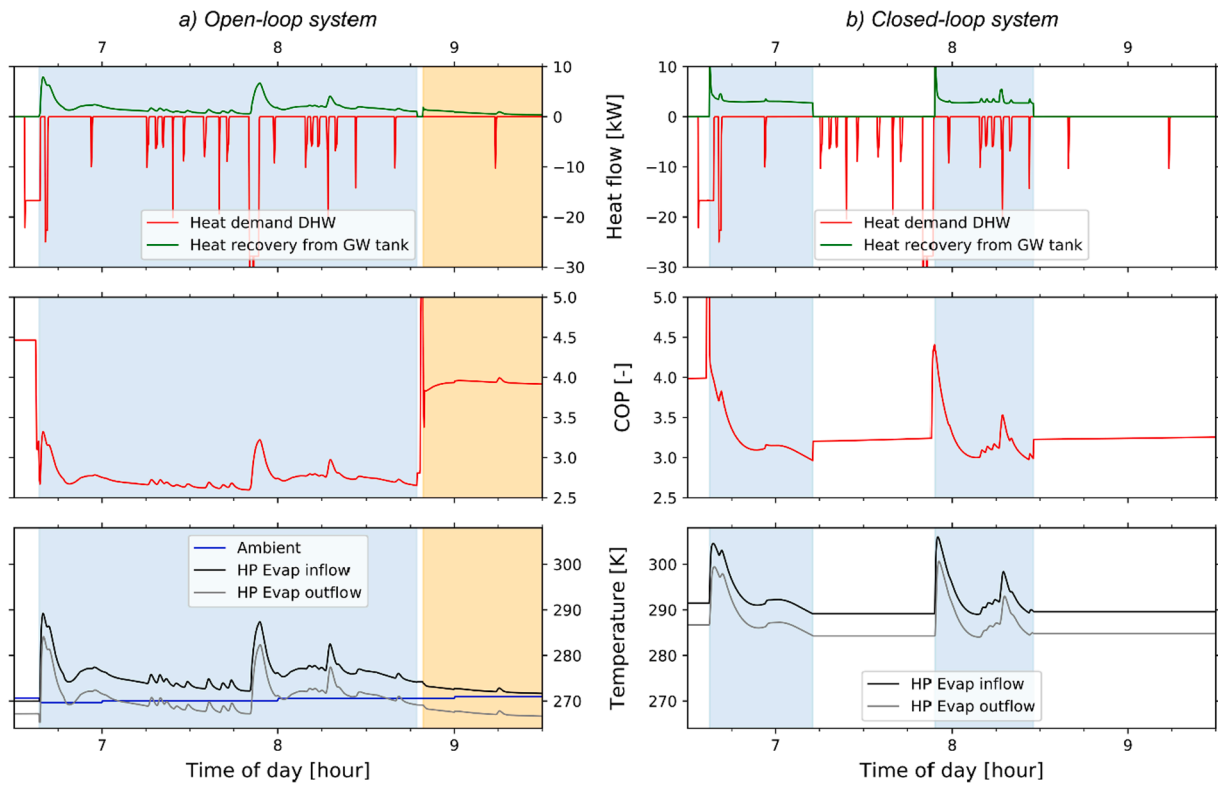 a) Open-loop system
b) Closed-loop system
7 8 9
7 8 9
10
0
−10
−20
−30
Heat flow [kW]
Heat demand DHW
Heat recovery from GW tank
Heat demand DHW
Heat recovery from GW tank
10
0
−10
−20
−30
5.0
4.5
4.0
3.5
3.0
2.5
COP [-]
5.0
4.5
4.0
3.5
3.0
2.5
Ambient
HP Evap inflow
HP Evap outflow
300
290
280
270
Temperature [K]
HP Evap inflow
HP Evap outflow
300
290
280
270
7 8 9
7 8 9
Time of day [hour]
Time of day [hour]